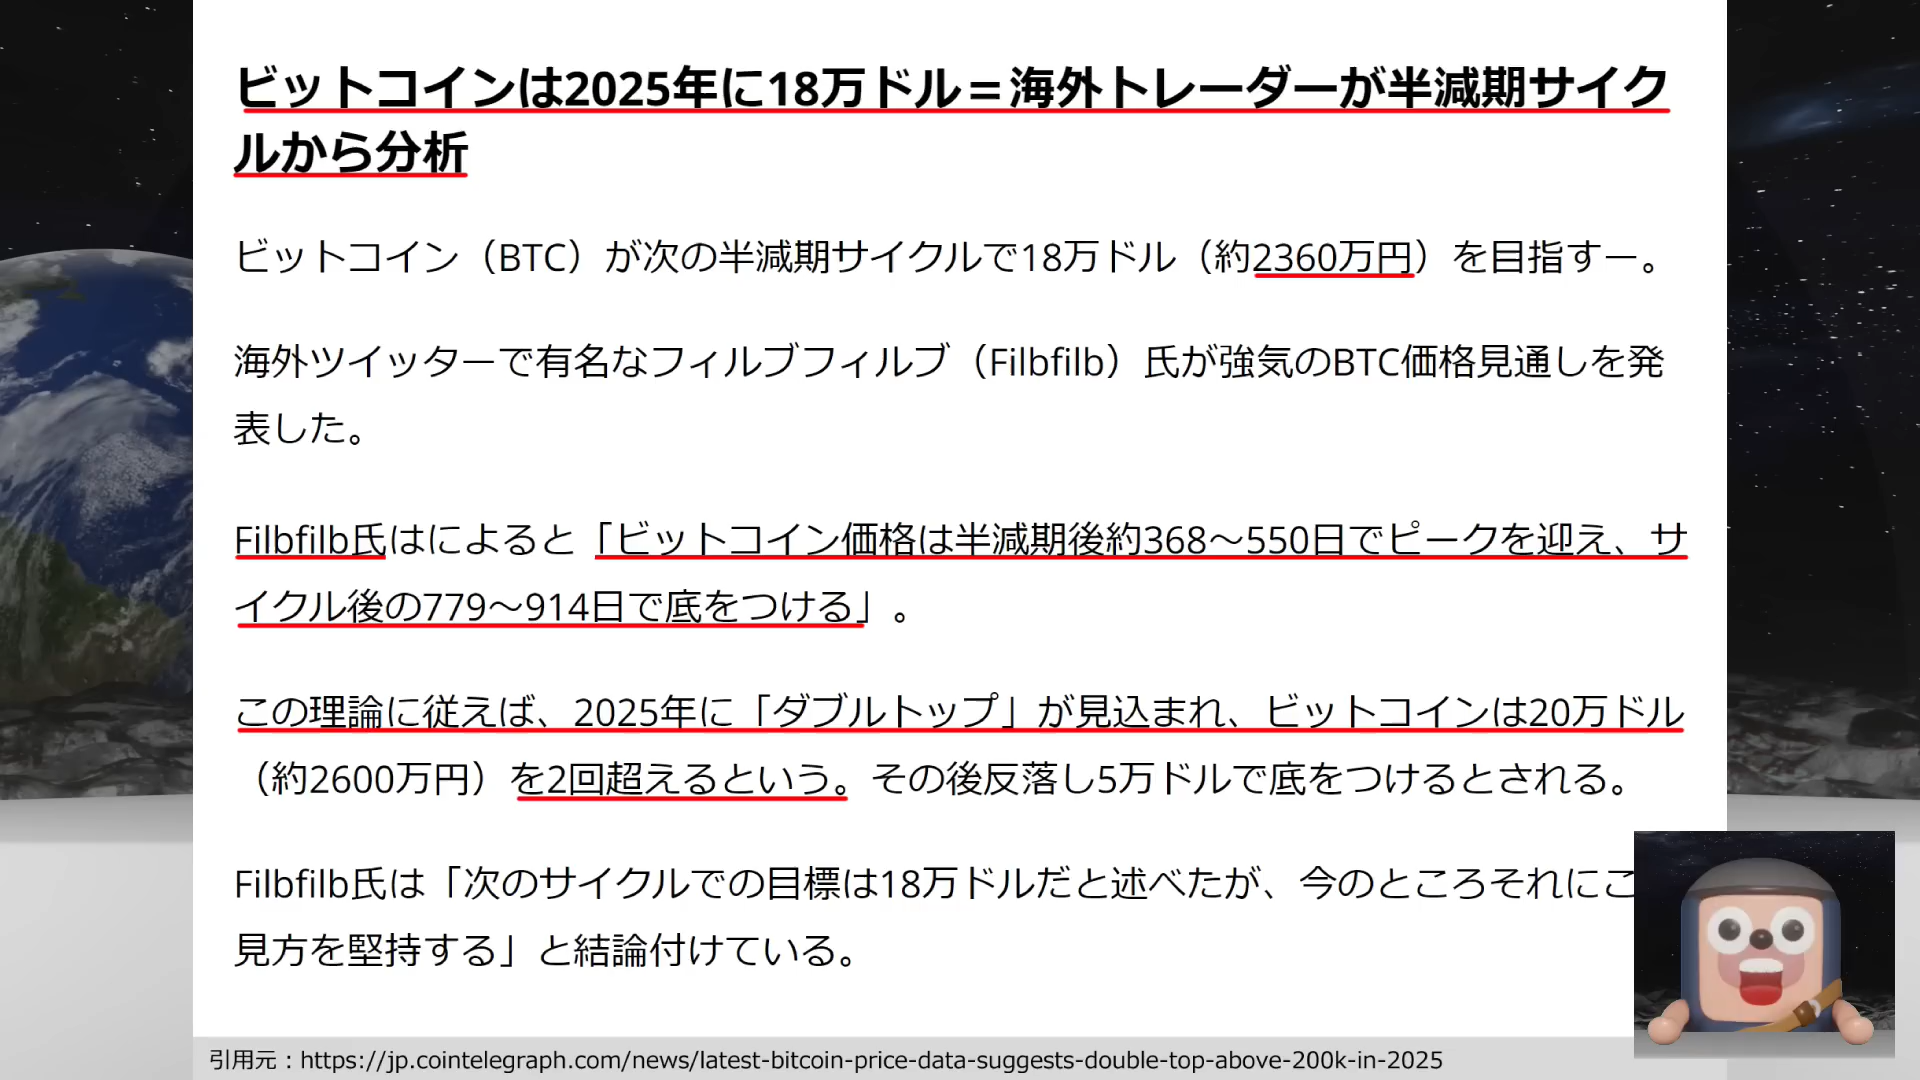 ビットコインは2025年に18万ドル＝海外トレーダーが半減期サイク
ルから分析
ビットコイン（BTC）が次の半減期サイクルで18万ドル（約2360万円）を目指すー。
海外ツイッターで有名なフィルブフィルブ（Filbfilb）氏が強気のBTC価格見通しを発
表した。
Filbfilb氏はによると「ビットコイン価格は半減期後約368～550日でピークを迎え、サ
イクル後の779～914日で底をつける」。
この理論に従えば、2025年に「ダブルトップ」が見込まれ、ビットコインは20万ドル
（約2600万円）を2回超えるという。その後反落し5万ドルで底をつけるとされる。
Filbfilb氏は「次のサイクルでの目標は18万ドルだと述べたが、今のところそれにこ
見方を堅持する」と結論付けている。
引用元：https://jp.cointelegraph.com/news/latest-bitcoin-price-data-suggests-double-top-above-200k-in-2025